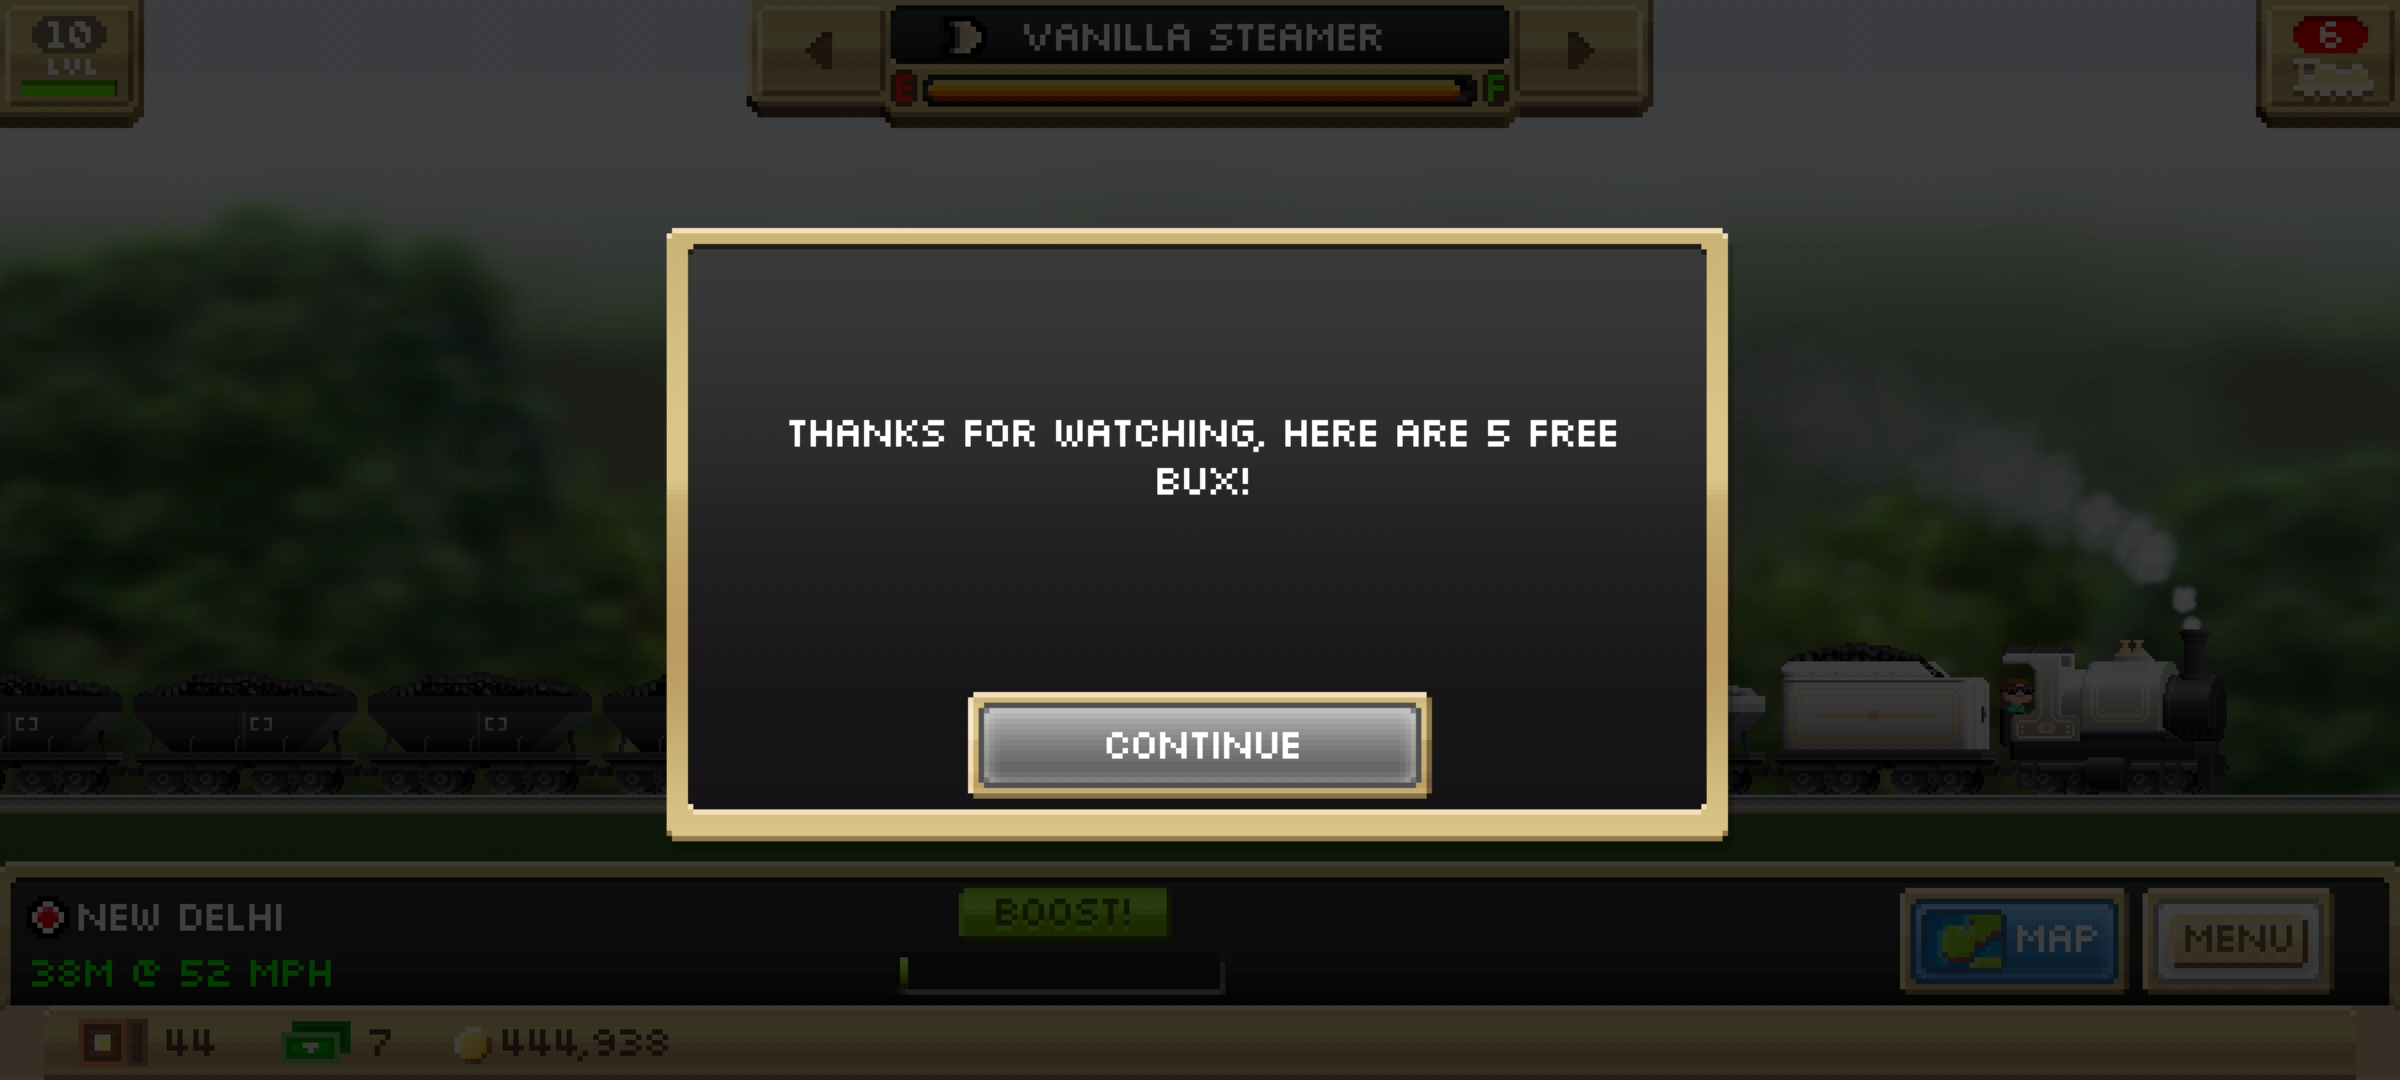 10
LVL
VANILLA STEAMER
E
F
6
THANKS FOR WATCHING, HERE ARE 5 FREE
BUX!
CONTINUE
NEW DELHI
38M @ 52 MPH
BOOST!
MAP
MENU
44
7
444,938